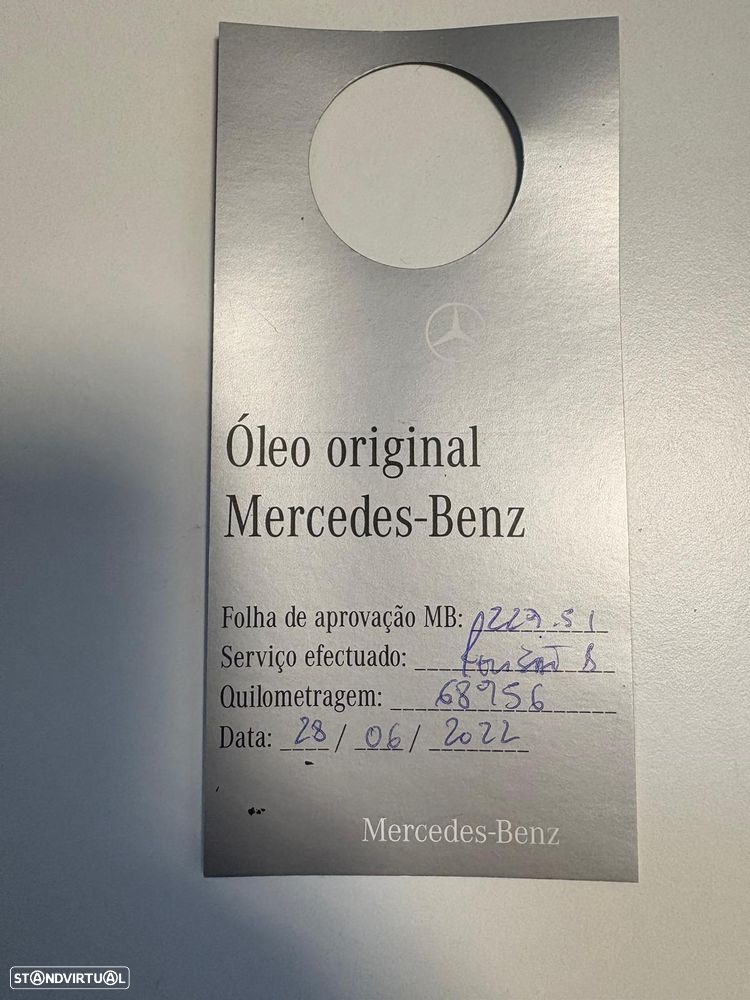 Óleo original
Mercedes-Benz
Folha de aprovação MB: 229.51
Serviço efectuado: B
Quilometragem: 68956
Data: 28 / 06 / 2022
Mercedes-Benz
STANDVIRTUAL